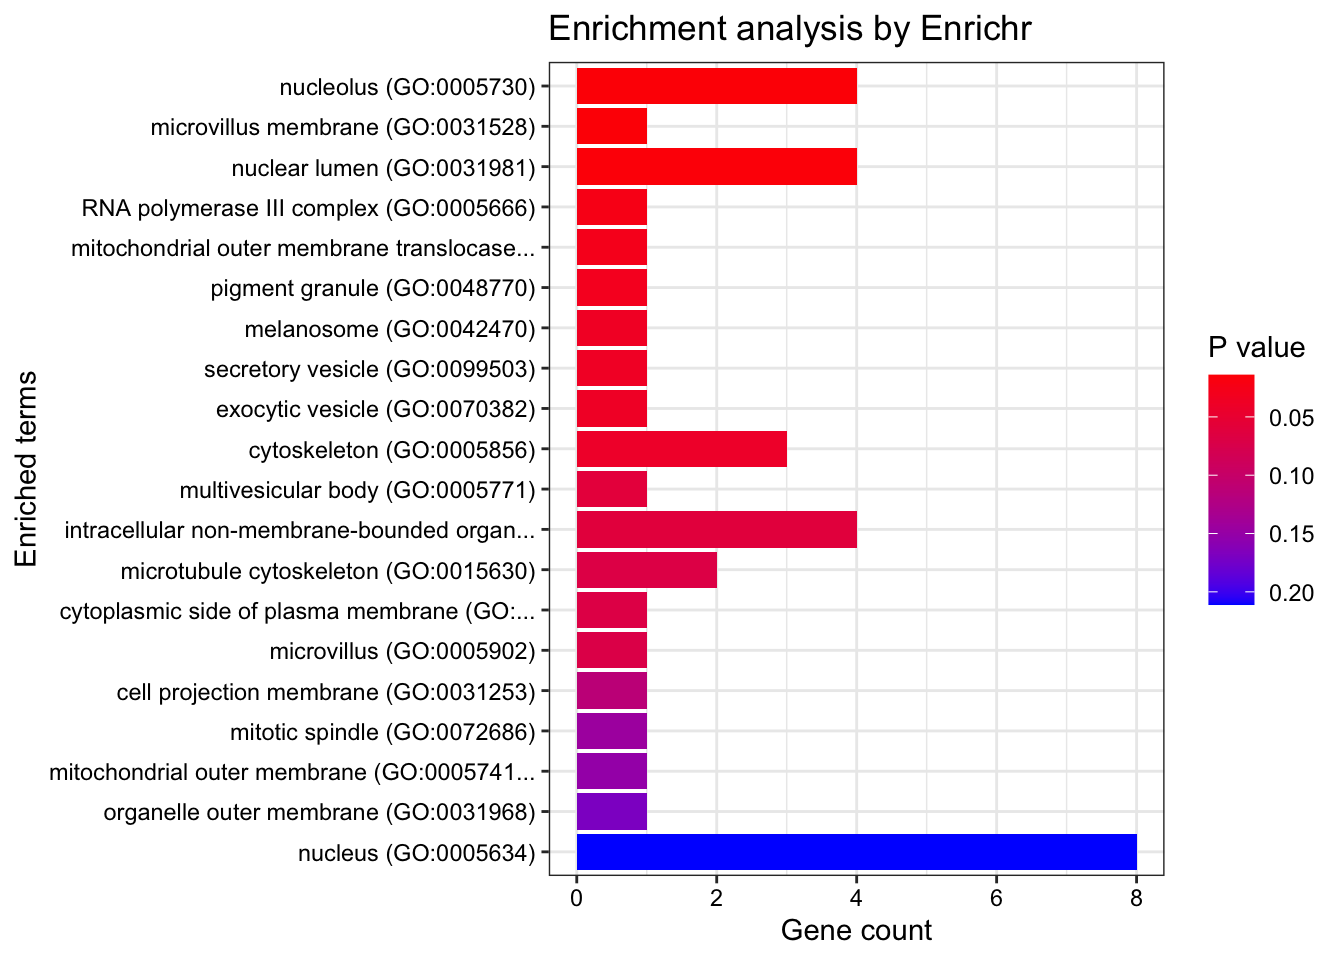 Enrichment analysis by Enrichr
Enriched terms
nucleolus (GO:0005730)
microvillus membrane (GO:0031528)
nuclear lumen (GO:0031981)
RNA polymerase III complex (GO:0005666)
mitochondrial outer membrane translocase...
pigment granule (GO:0048770)
melanosome (GO:0042470)
secretory vesicle (GO:0099503)
exocytic vesicle (GO:0070382)
cytoskeleton (GO:0005856)
multivesicular body (GO:0005771)
intracellular non-membrane-bounded organ...
microtubule cytoskeleton (GO:0015630)
cytoplasmic side of plasma membrane (GO:...
microvillus (GO:0005902)
cell projection membrane (GO:0031253)
mitotic spindle (GO:0072686)
mitochondrial outer membrane (GO:0005741...
organelle outer membrane (GO:0031968)
nucleus (GO:0005634)
0 2 4 6 8
Gene count
P value
0.05
0.10
0.15
0.20